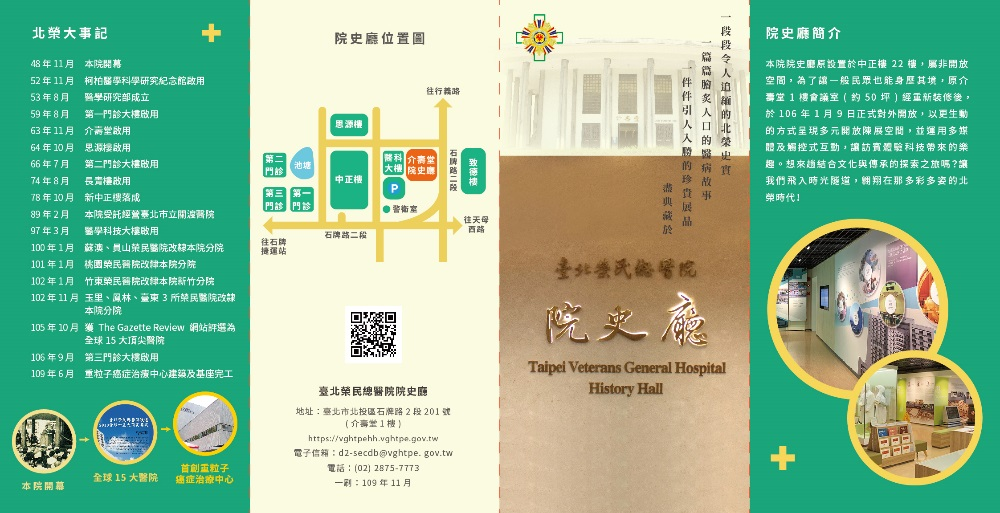 北榮大事記
48 年 11 月 本院開幕
52 年 11 月 柯柏醫學科學研究紀念館啟用
53 年 8 月 醫學研究部成立
59 年 8 月 第一門診大樓啟用
63 年 11 月 介壽堂啟用
64 年 10 月 思源樓啟用
66 年 7 月 第二門診大樓啟用
74 年 8 月 長青樓啟用
78 年 10 月 新中正樓落成
89 年 2 月 本院受託經營臺北市立關渡醫院
97 年 3 月 醫學科技大樓啟用
100 年 1 月 蘇澳、員山榮民醫院改隸本院分院
101 年 1 月 桃園榮民醫院改隸本院分院
102 年 1 月 竹東榮民醫院改隸本院新竹分院
102 年 11 月 玉里、鳳林、臺東 3 所榮民醫院改隸
本院分院
105 年 10 月 獲 The Gazette Review 網站評選為
全球 15 大頂尖醫院
106 年 9 月 第三門診大樓啟用
109 年 6 月 重粒子癌症治療中心建築及基座完工
本院開幕
全球 15 大醫院
首創重粒子
癌症治療中心
院史廳位置圖
往行義路
思源樓
第二
門診
池塘
中正樓
醫科
大樓
介壽堂
院史廳
石牌路二段
致德樓
P
第三
門診
第一
門診
警衛室
石牌路二段
往石牌
捷運站
往天母
西路
臺北榮民總醫院院史廳
地址：臺北市北投區石牌路 2 段 201 號
( 介壽堂 1 樓 )
https://vghtpehh.vghtpe.gov.tw
電子信箱：d2-secdb@vghtpe. gov.tw
電話：(02) 2875-7773
一刷：109 年 11 月
一段段令人追緬的北榮史實
一篇篇膾炙人口的醫病故事
一件件引人入勝的珍貴展品
盡典藏於
臺北榮民總醫院
院史廳
Taipei Veterans General Hospital
History Hall
院史廳簡介
本院院史廳原設置於中正樓 22 樓，屬非開放
空間，為了讓一般民眾也能身歷其境，原介
壽堂 1 樓會議室 ( 約 50 坪 ) 經重新裝修後，
於 106 年 1 月 9 日正式對外開放，以更生動
的方式呈現多元開放陳展空間，並運用多媒
體及觸控式互動，讓訪賓體驗科技帶來的樂
趣。想來趟結合文化與傳承的探索之旅嗎?讓
我們飛入時光隧道，翱翔在那多彩多姿的北
榮時代!